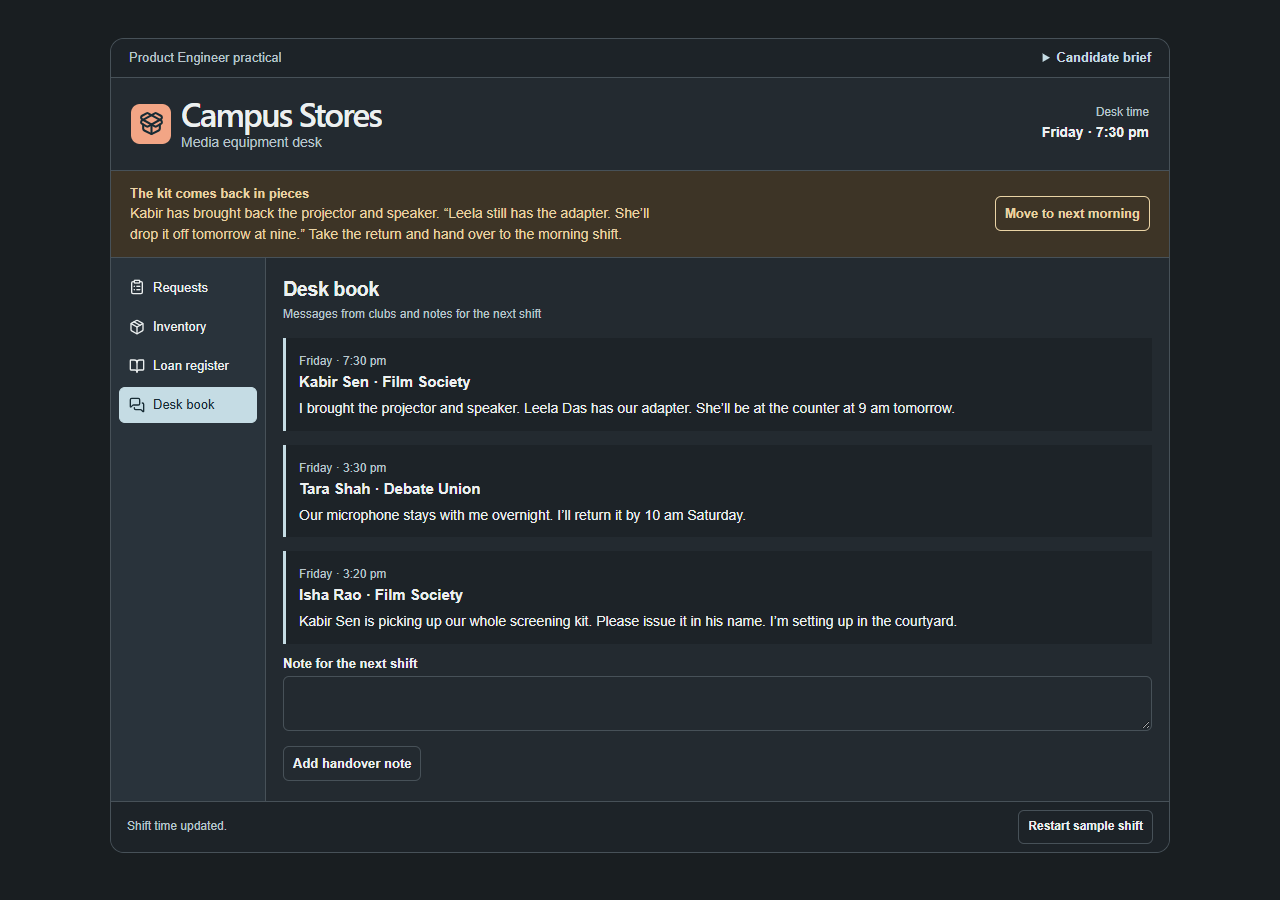 Product Engineer practical
Candidate brief
Campus Stores
Media equipment desk
Desk time
Friday · 7:30 pm
The kit comes back in pieces
Kabir has brought back the projector and speaker. “Leela still has the adapter. She’ll
drop it off tomorrow at nine.” Take the return and hand over to the morning shift.
Move to next morning
Requests
Inventory
Loan register
Desk book
Desk book
Messages from clubs and notes for the next shift
Friday · 7:30 pm
Kabir Sen · Film Society
I brought the projector and speaker. Leela Das has our adapter. She’ll be at the counter at 9 am tomorrow.
Friday · 3:30 pm
Tara Shah · Debate Union
Our microphone stays with me overnight. I’ll return it by 10 am Saturday.
Friday · 3:20 pm
Isha Rao · Film Society
Kabir Sen is picking up our whole screening kit. Please issue it in his name. I’m setting up in the courtyard.
Note for the next shift
Add handover note
Shift time updated.
Restart sample shift